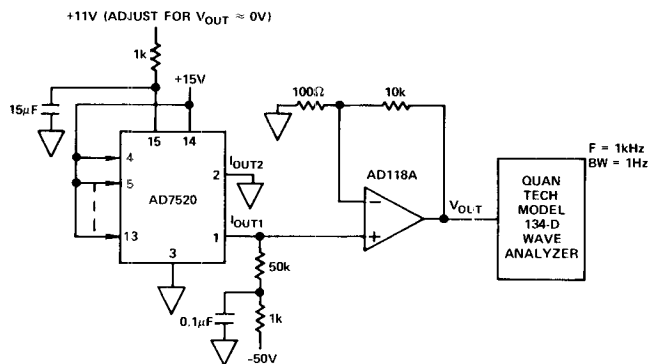 +11V (ADJUST FOR VOUT ≈ 0V)
1k
+15V
15μF
15
14
4
5
13
AD7520
IOUT2
2
IOUT1
1
3
50k
0.1μF
1k
-50V
100Ω
10k
AD118A
−
+
VOUT
F = 1kHz
BW = 1Hz
QUAN
TECH
MODEL
134-D
WAVE
ANALYZER